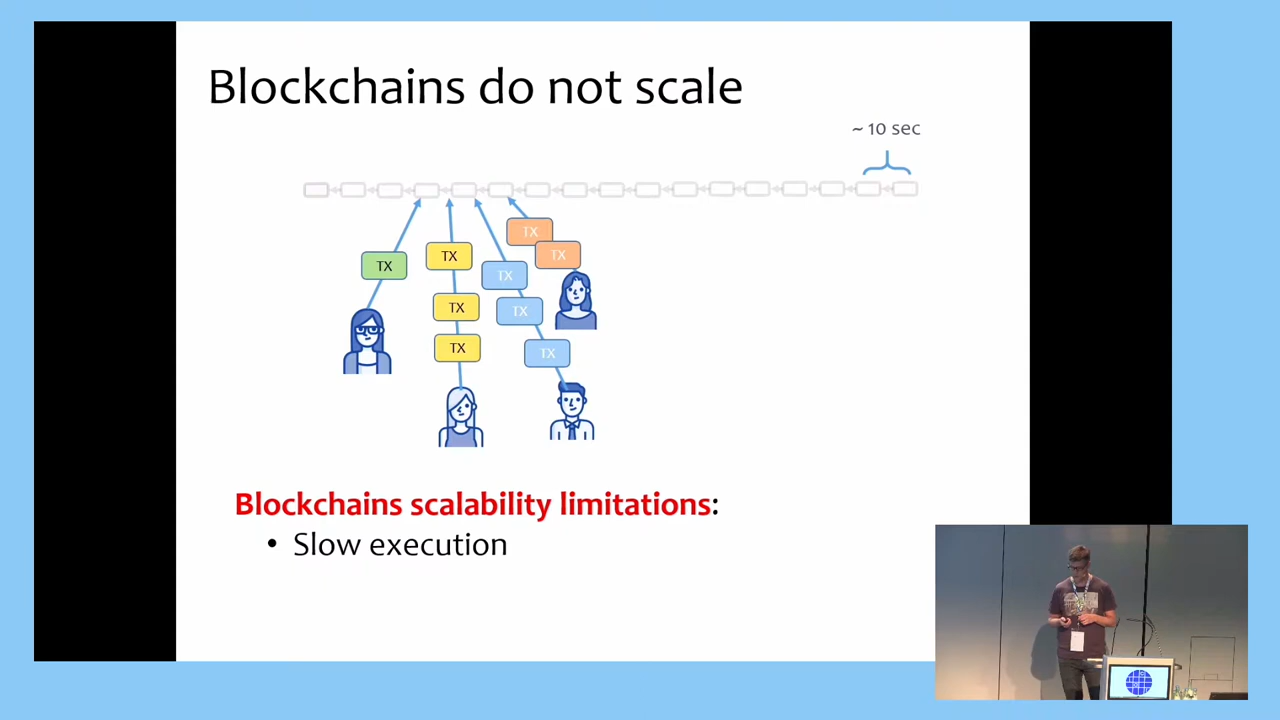 Blockchains do not scale
~ 10 sec
TX
TX
TX
TX
TX
TX
TX
TX
TX
Blockchains scalability limitations:
• Slow execution